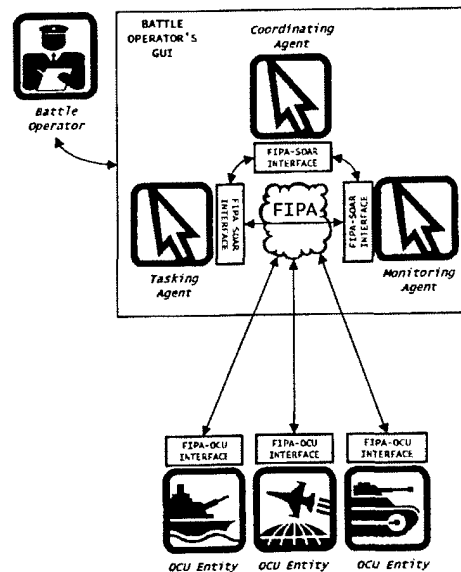 BATTLE
OPERATOR'S
GUI
Coordinating
Agent
Battle
Operator
FIPA-SOAR
INTERFACE
FIPA-SOAR
INTERFACE
FIPA
FIPA-SOAR
INTERFACE
Tasking
Agent
Monitoring
Agent
FIPA-OCU
INTERFACE
FIPA-OCU
INTERFACE
FIPA-OCU
INTERFACE
OCU Entity
OCU Entity
OCU Entity